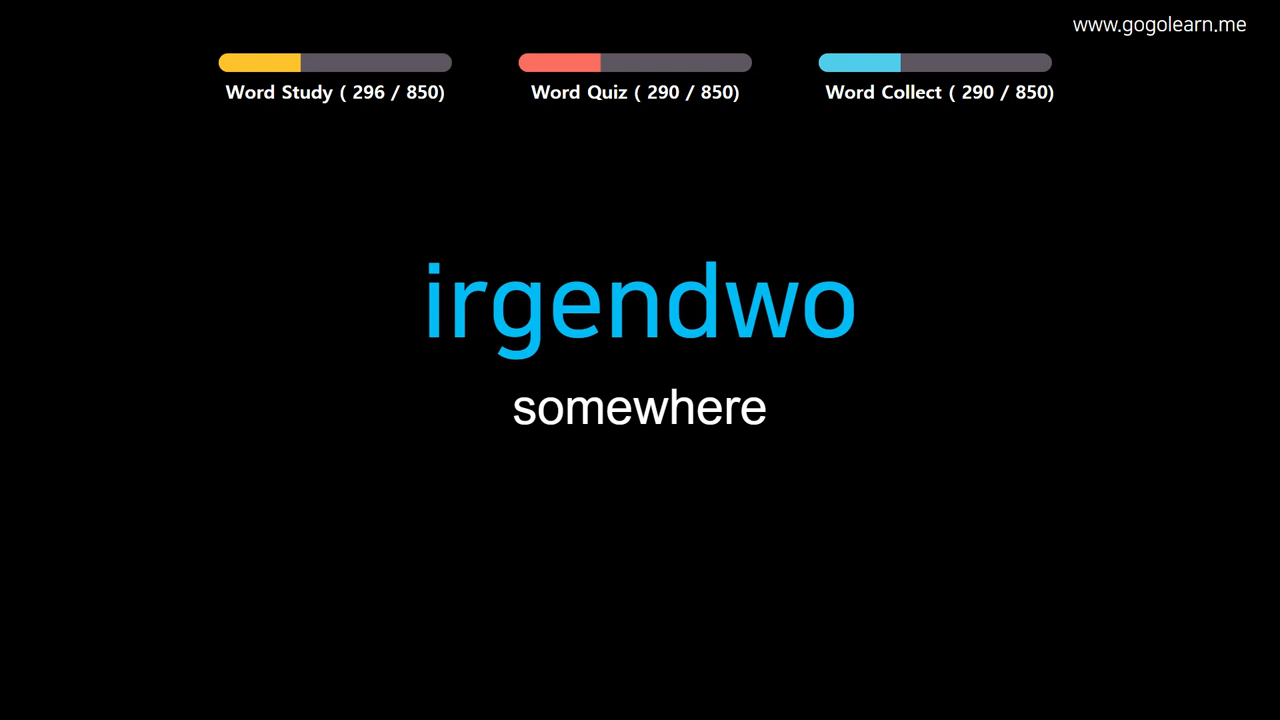 www.gogolearn.me
Word Study ( 296 / 850)
Word Quiz ( 290 / 850)
Word Collect ( 290 / 850)
irgendwo
somewhere